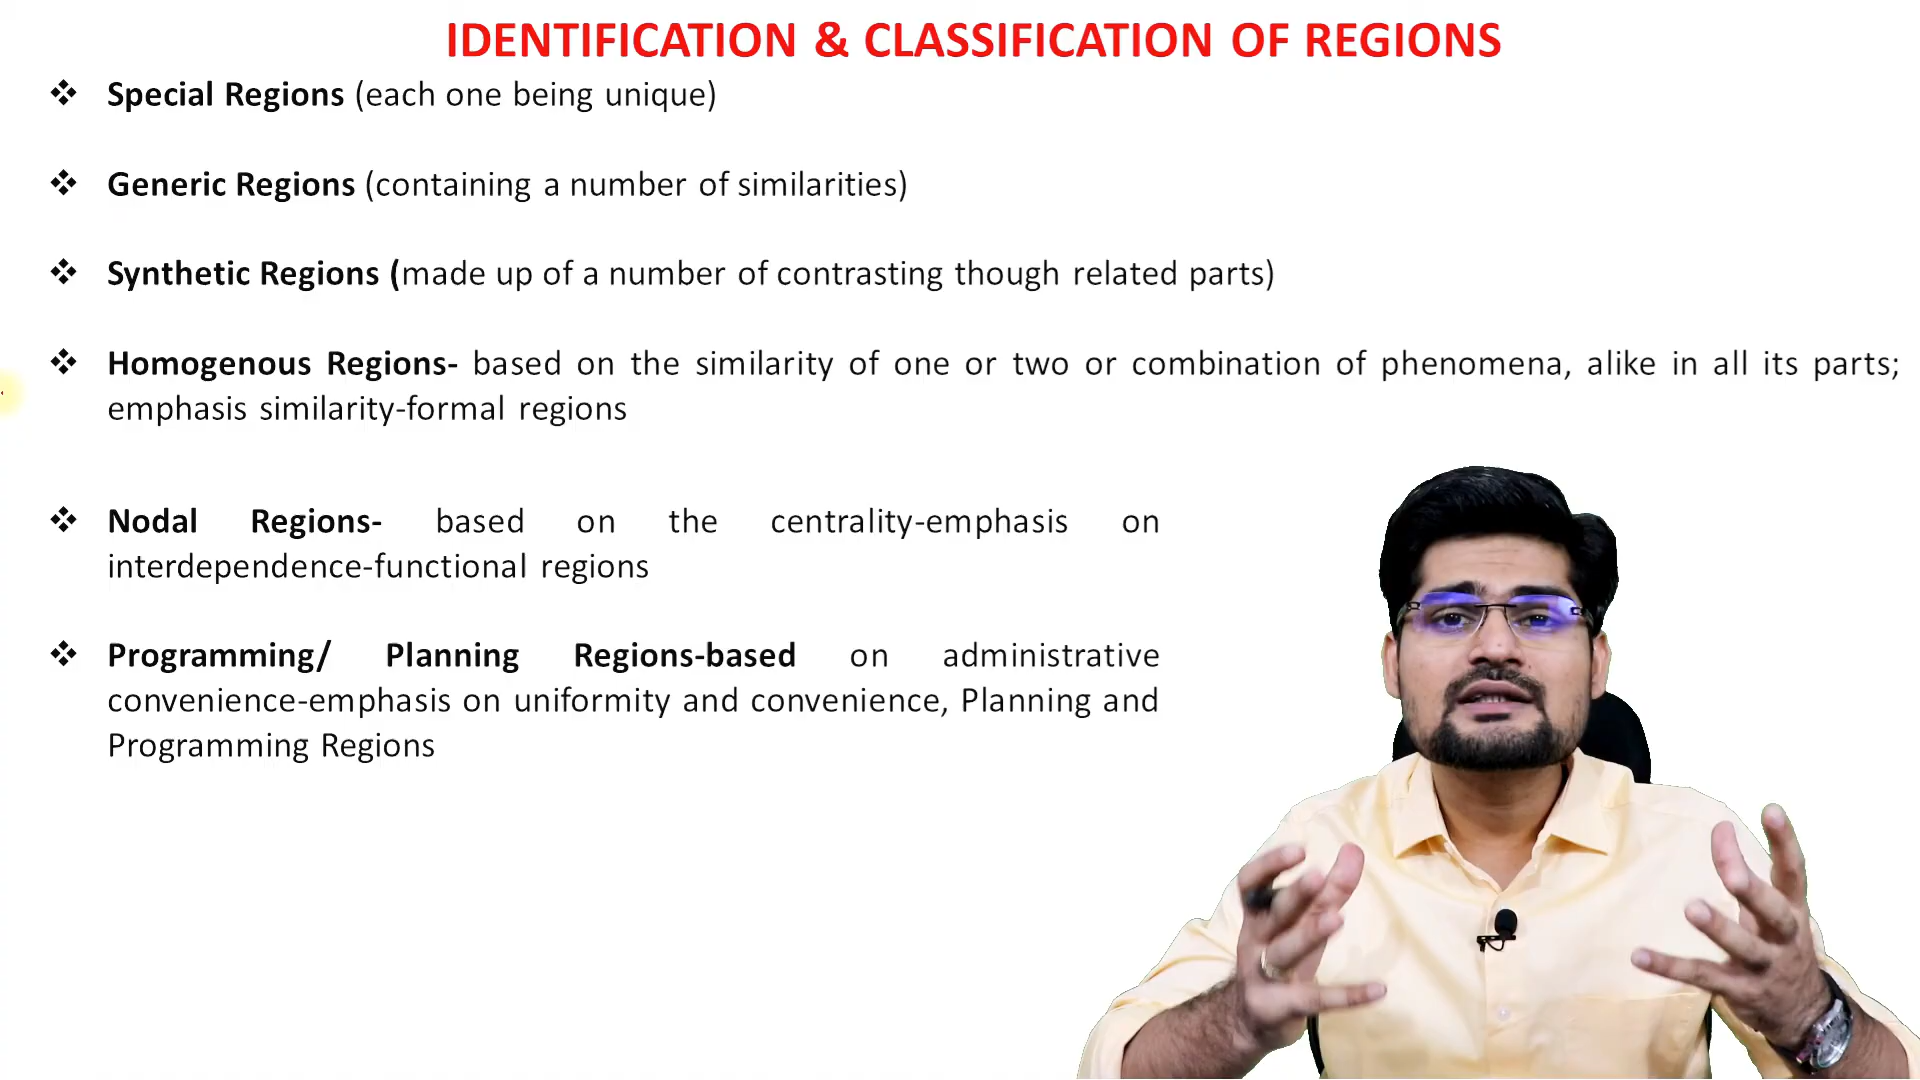 IDENTIFICATION & CLASSIFICATION OF REGIONS
❖ Special Regions (each one being unique)
❖ Generic Regions (containing a number of similarities)
❖ Synthetic Regions (made up of a number of contrasting though related parts)
❖ Homogenous Regions- based on the similarity of one or two or combination of phenomena, alike in all its parts;
emphasis similarity-formal regions
❖ Nodal Regions- based on the centrality-emphasis on
interdependence-functional regions
❖ Programming/ Planning Regions-based on administrative
convenience-emphasis on uniformity and convenience, Planning and
Programming Regions